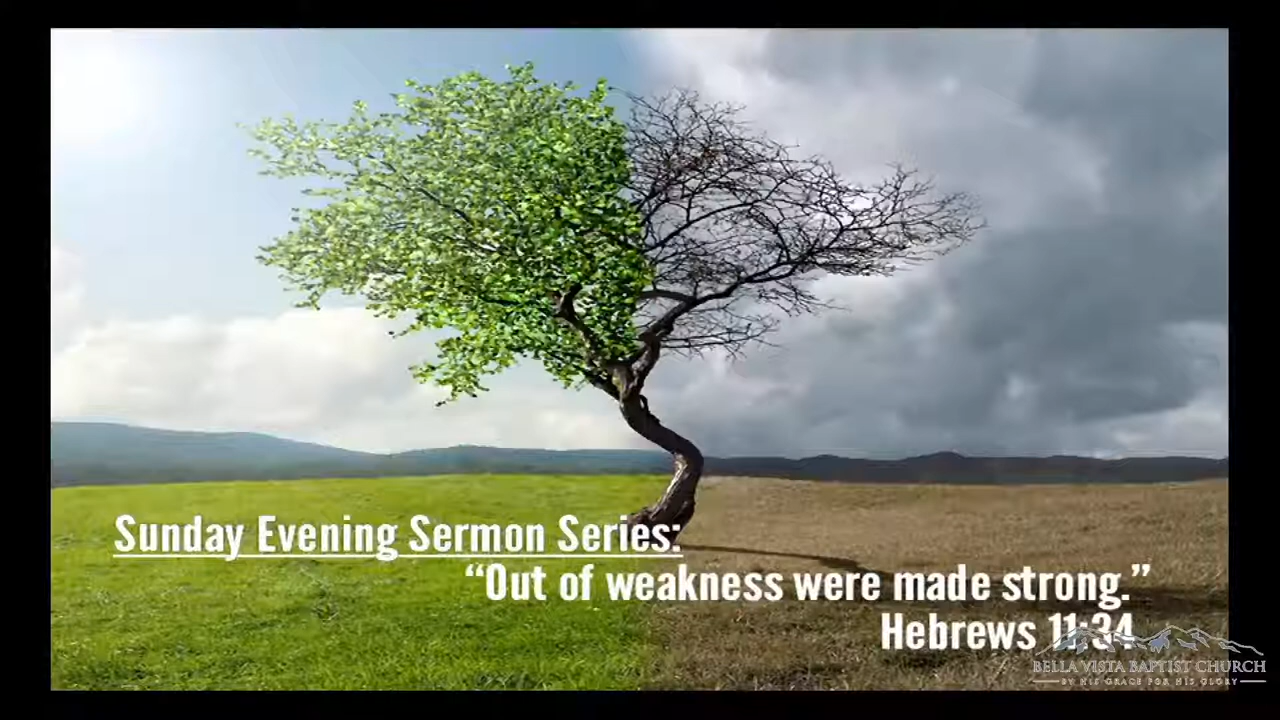 Sunday Evening Sermon Series:
“Out of weakness were made strong.”
Hebrews 11:34
BELLA VISTA BAPTIST CHURCH
BY HIS GRACE FOR HIS GLORY